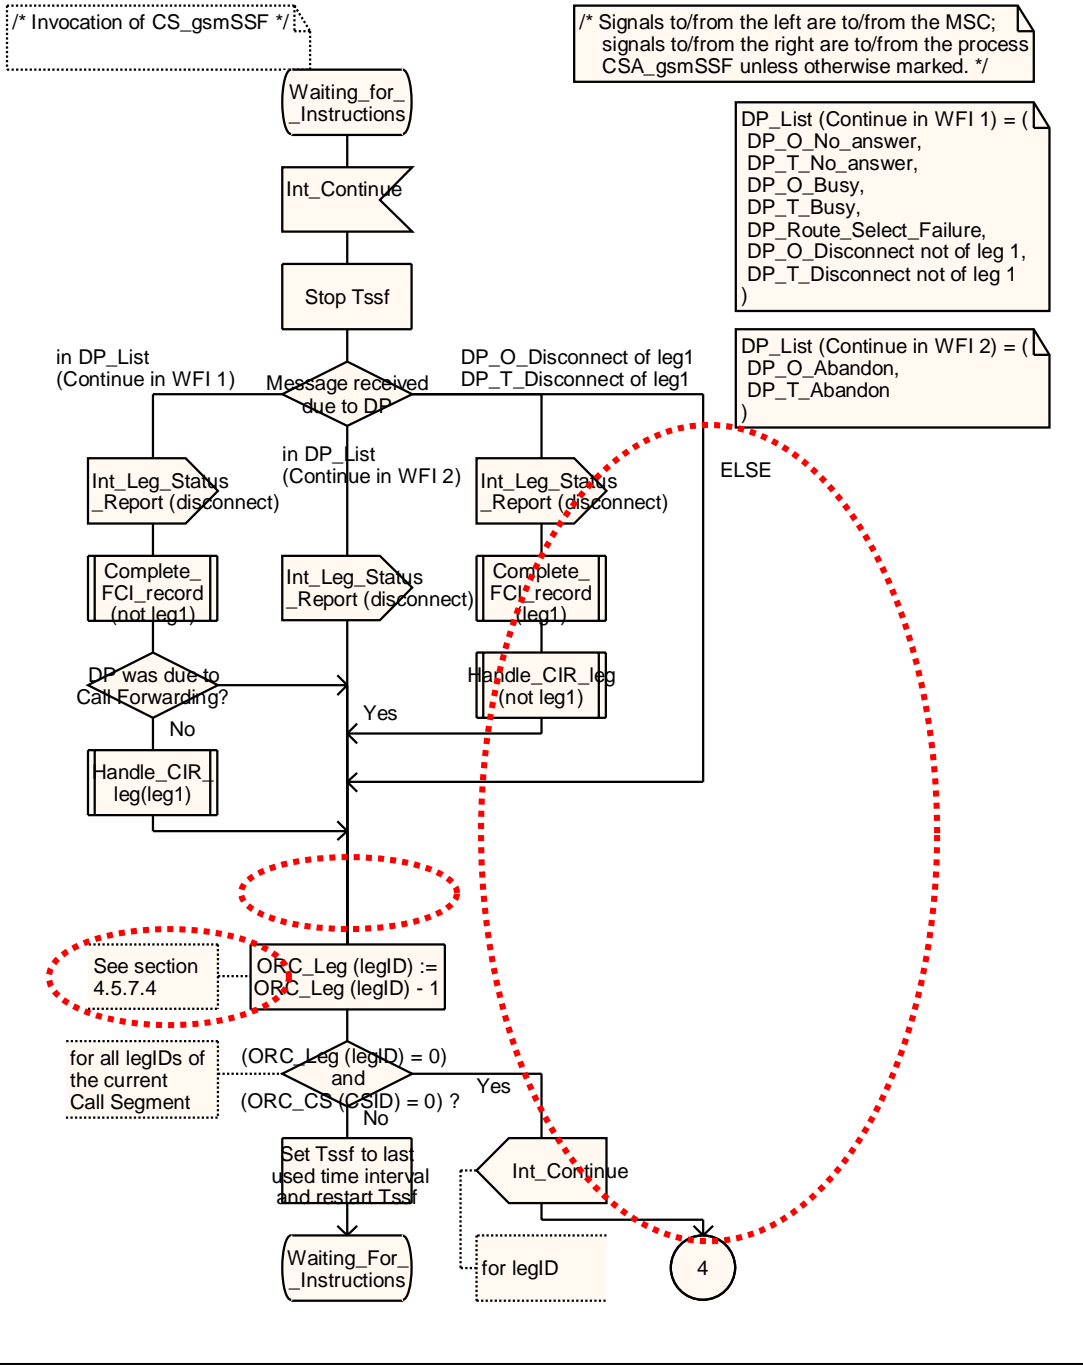 /* Invocation of CS_gsmSSF */
/* Signals to/from the left are to/from the MSC;
signals to/from the right are to/from the process
CSA_gsmSSF unless otherwise marked. */
Waiting_for_
_Instructions
DP_List (Continue in WFI 1) = (
DP_O_No_answer,
DP_T_No_answer,
DP_O_Busy,
DP_T_Busy,
DP_Route_Select_Failure,
DP_O_Disconnect not of leg 1,
DP_T_Disconnect not of leg 1
)
Int_Continue
Stop Tssf
DP_List (Continue in WFI 2) = (
DP_O_Abandon,
DP_T_Abandon
)
in DP_List
(Continue in WFI 1)
Message received
due to DP
DP_O_Disconnect of leg1
DP_T_Disconnect of leg1
in DP_List
(Continue in WFI 2)
ELSE
Int_Leg_Status
_Report (disconnect)
Int_Leg_Status
_Report (disconnect)
Complete_
FCI_record
(not leg1)
Int_Leg_Status
_Report (disconnect)
Complete_
FCI_record
(leg1)
DP was due to
Call Forwarding?
Handle_CIR_leg
(not leg1)
Yes
No
Handle_CIR_
leg(leg1)
See section
4.5.7.4
ORC_Leg (legID) :=
ORC_Leg (legID) - 1
for all legIDs of
the current
Call Segment
(ORC_Leg (legID) = 0)
and
(ORC_CS (CSID) = 0) ?
Yes
No
Set Tssf to last
used time interval
and restart Tssf
Int_Continue
Waiting_For_
_Instructions
for legID
4